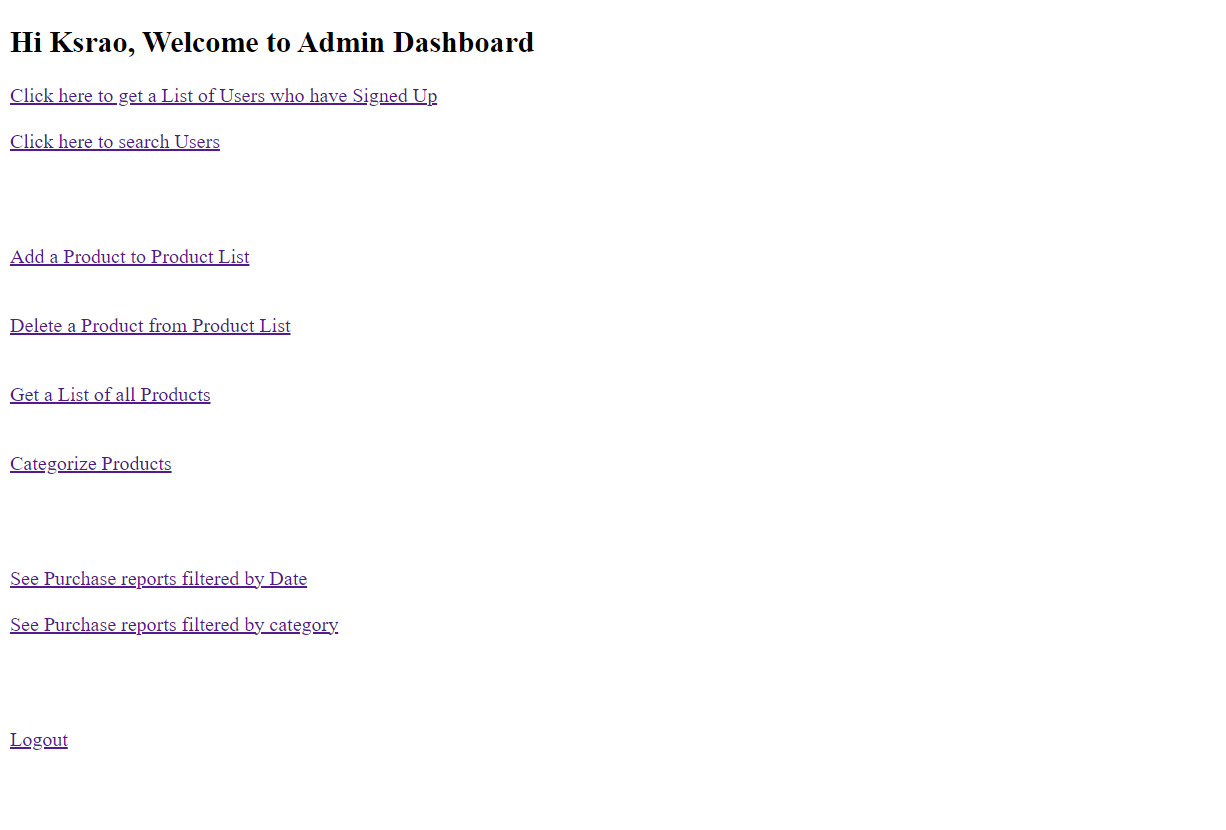 Hi Ksrao, Welcome to Admin Dashboard
Click here to get a List of Users who have Signed Up
Click here to search Users
Add a Product to Product List
Delete a Product from Product List
Get a List of all Products
Categorize Products
See Purchase reports filtered by Date
See Purchase reports filtered by category
Logout